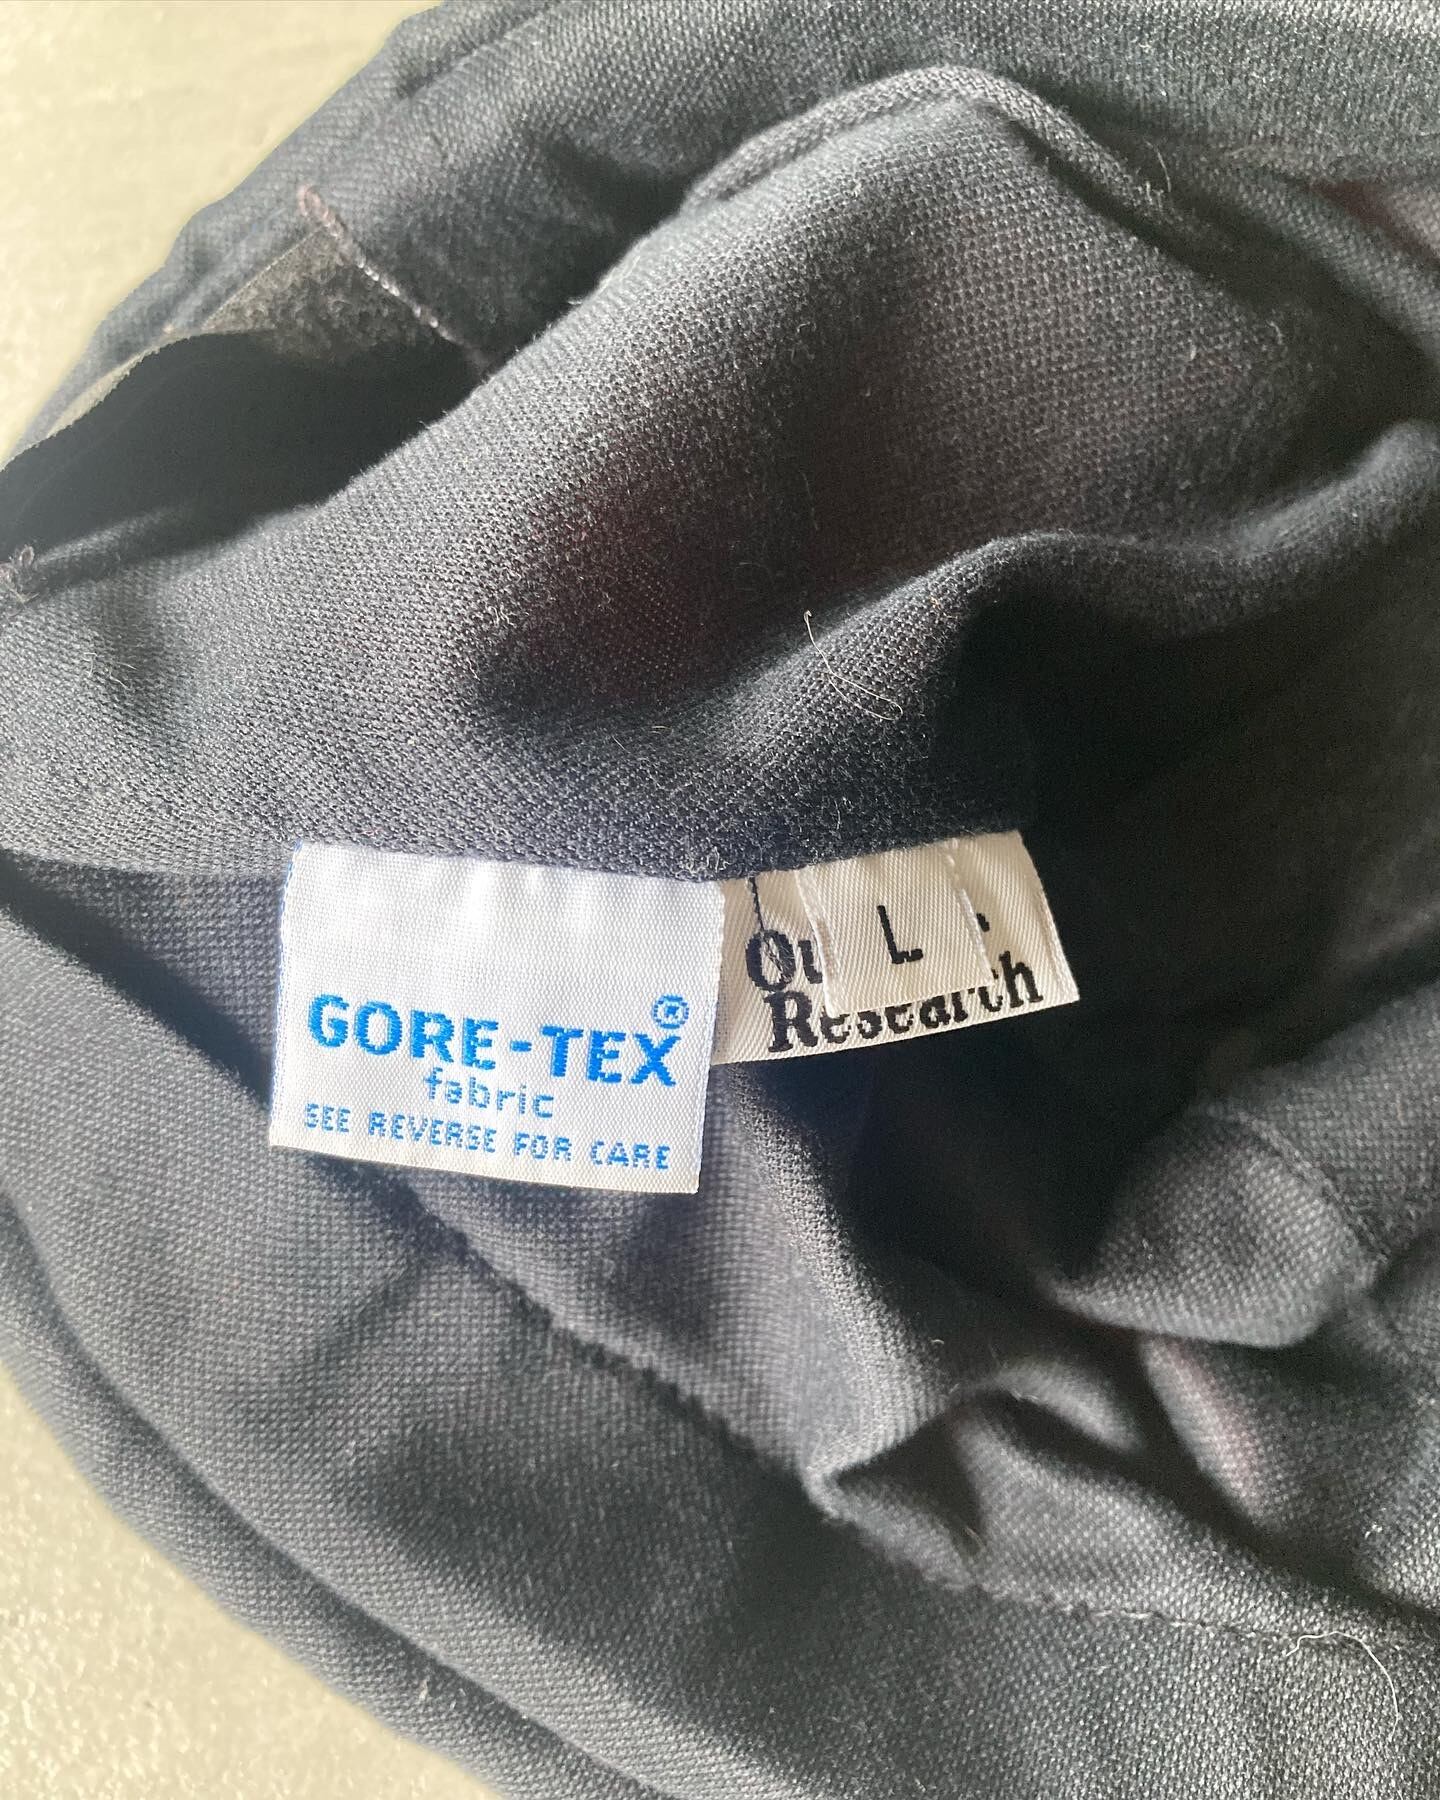 GORE-TEX®
fabric
SEE REVERSE FOR CARE
L
Research